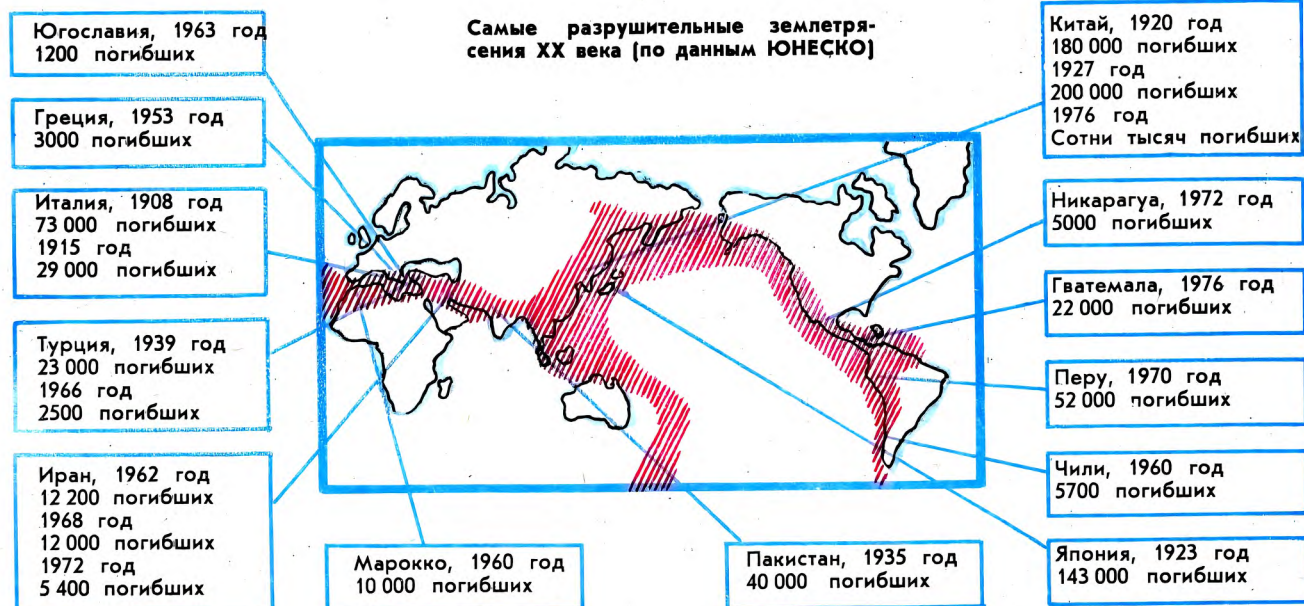 Самые разрушительные землетря-
сения XX века (по данным ЮНЕСКО)
Югославия, 1963 год
1200 погибших
Греция, 1953 год
3000 погибших
Италия, 1908 год
73 000 погибших
1915 год
29 000 погибших
Турция, 1939 год
23 000 погибших
1966 год
2500 погибших
Иран, 1962 год
12 200 погибших
1968 год
12 000 погибших
1972 год
5 400 погибших
Марокко, 1960 год
10 000 погибших
Пакистан, 1935 год
40 000 погибших
Китай, 1920 год
180 000 погибших
1927 год
200 000 погибших
1976 год
Сотни тысяч погибших
Никарагуа, 1972 год
5000 погибших
Гватемала, 1976 год
22 000 погибших
Перу, 1970 год
52 000 погибших
Чили, 1960 год
5700 погибших
Япония, 1923 год
143 000 погибших